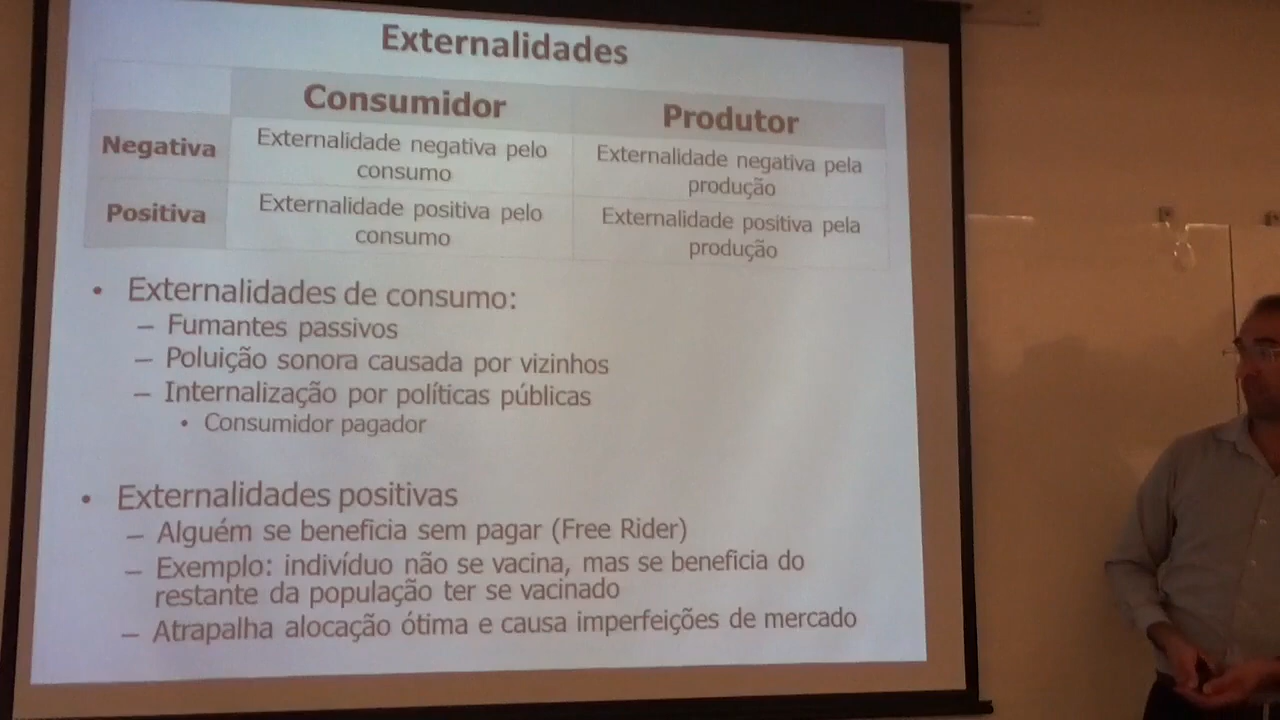 Externalidades
Consumidor
Produtor
Negativa
Externalidade negativa pelo
consumo
Externalidade negativa pela
produção
Positiva
Externalidade positiva pelo
consumo
Externalidade positiva pela
produção
• Externalidades de consumo:
– Fumantes passivos
– Poluição sonora causada por vizinhos
– Internalização por políticas públicas
• Consumidor pagador
• Externalidades positivas
– Alguém se beneficia sem pagar (Free Rider)
– Exemplo: indivíduo não se vacina, mas se beneficia do
restante da população ter se vacinado
– Atrapalha alocação ótima e causa imperfeições de mercado